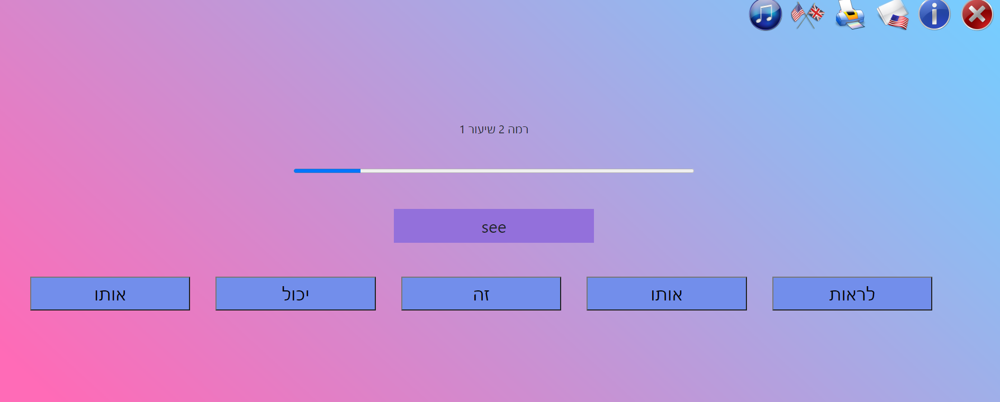 רמה 2 שיעור 1
see
לראות
אותו
זה
יכול
אותו